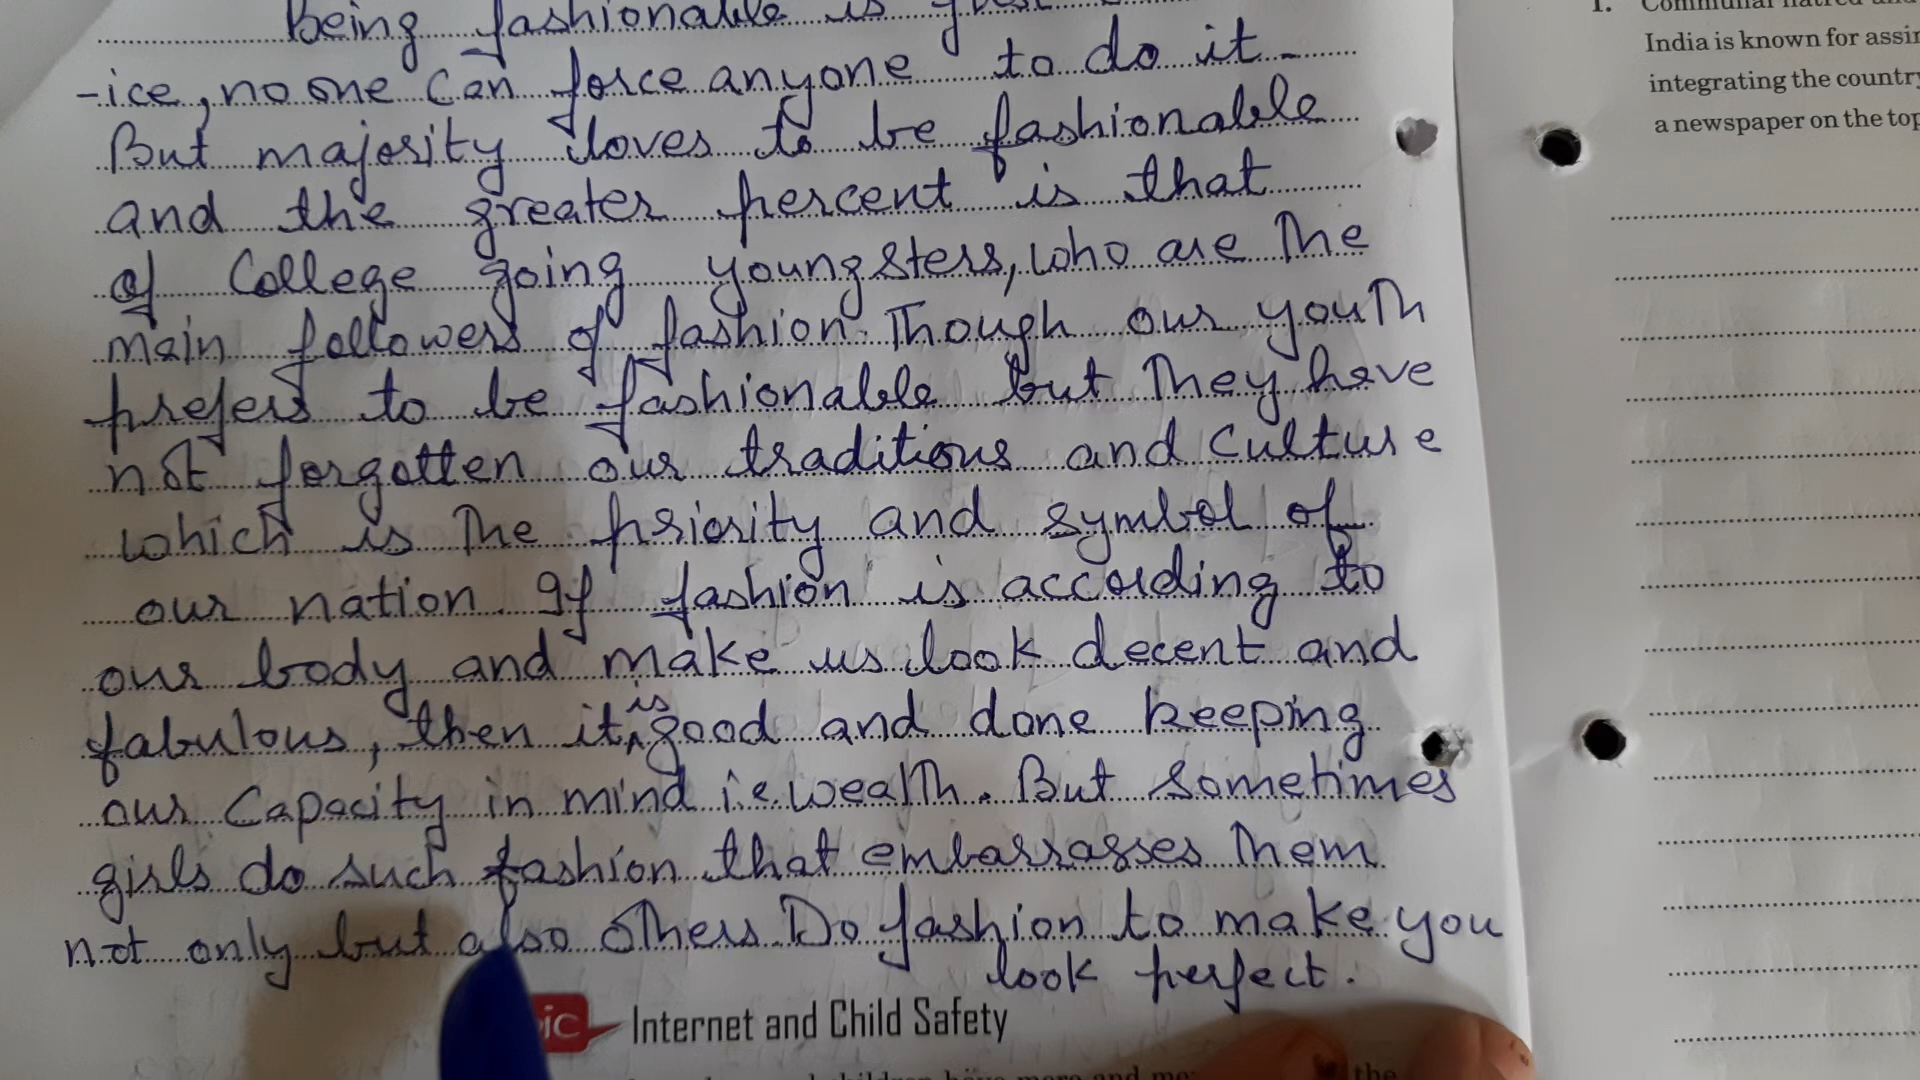 Being fashionable is
-ice, no one can force anyone to do it -
But majority loves to be fashionable
and the greater percent is that
of College going youngsters, who are the
main followers of fashion. Though our youth
prefers to be fashionable but they have
not forgotten our traditions and culture
which is the priority and symbol of
our nation. If fashion is according to
our body and make us look decent and
fabulous, then it is good and done keeping
our Capacity in mind i.e. wealth. But Sometimes
girls do such fashion that embarrasses them
not only but also others. Do fashion to make you
look perfect.
Internet and Child Safety
1.
India is known for
integrating the country
a newspaper on the top